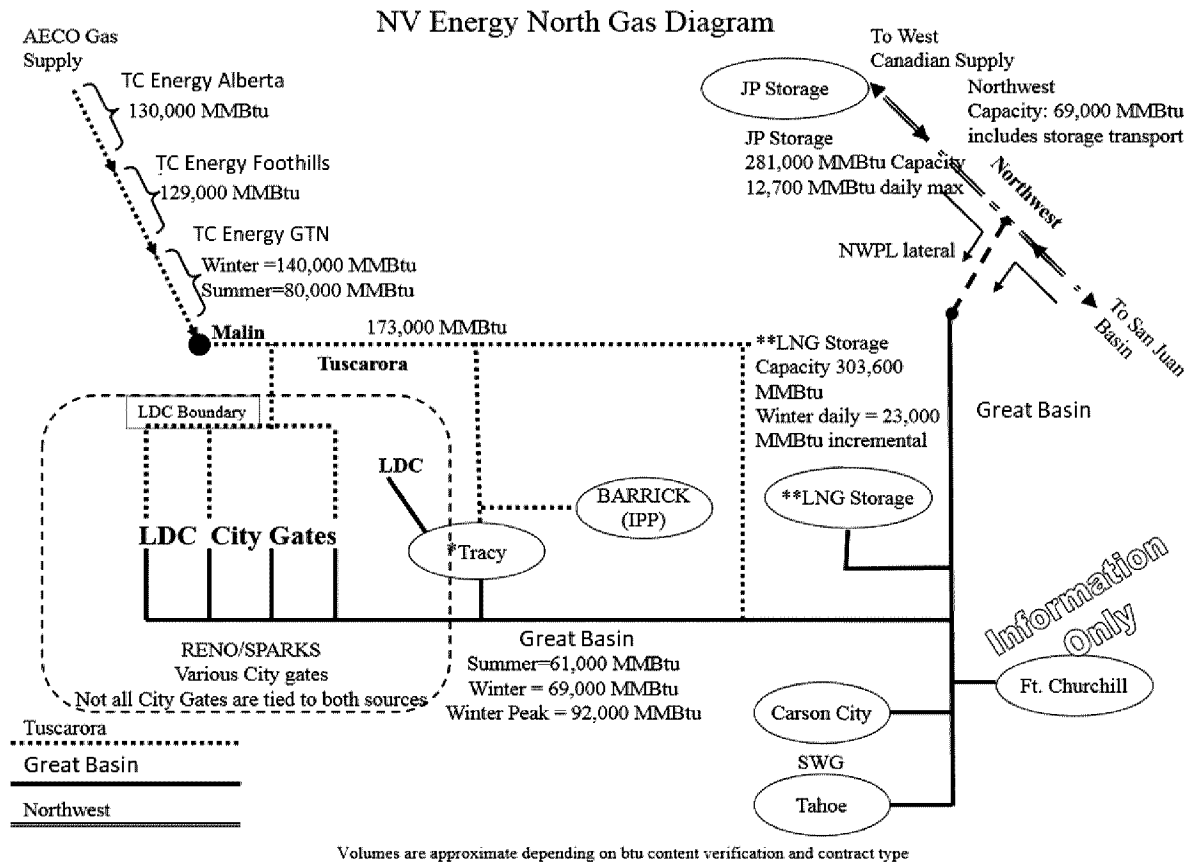 NV Energy North Gas Diagram
AECO Gas
Supply
TC Energy Alberta
130,000 MMBtu
TC Energy Foothills
129,000 MMBtu
TC Energy GTN
Winter =140,000 MMBtu
Summer=80,000 MMBtu
Malin
173,000 MMBtu
Tuscarora
To West
Canadian Supply
JP Storage
Northwest
Capacity: 69,000 MMBtu
includes storage transport
JP Storage
281,000 MMBtu Capacity
12,700 MMBtu daily max
Northwest
NWPL lateral
To San Juan
Basin
**LNG Storage
Capacity 303,600
MMBtu
Winter daily = 23,000
MMBtu incremental
Great Basin
LDC Boundary
LDC
BARRICK
(IPP)
**LNG Storage
LDC City Gates
*Tracy
Information
Only
RENO/SPARKS
Various City gates
Not all City Gates are tied to both sources
Great Basin
Summer=61,000 MMBtu
Winter = 69,000 MMBtu
Winter Peak = 92,000 MMBtu
Ft. Churchill
Carson City
SWG
Tahoe
Tuscarora
Great Basin
Northwest
Volumes are approximate depending on btu content verification and contract type